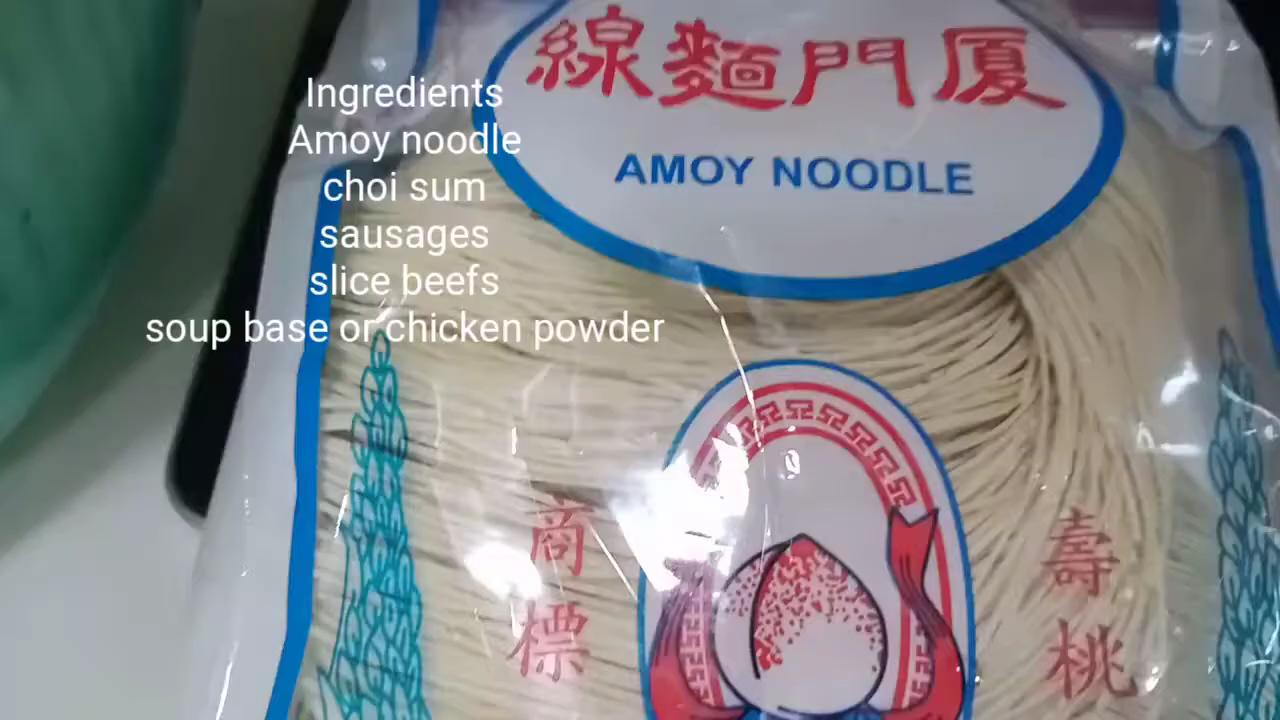 線麵門厦
AMOY NOODLE
Ingredients
Amoy noodle
choi sum
sausages
slice beefs
soup base or chicken powder
商標
壽桃